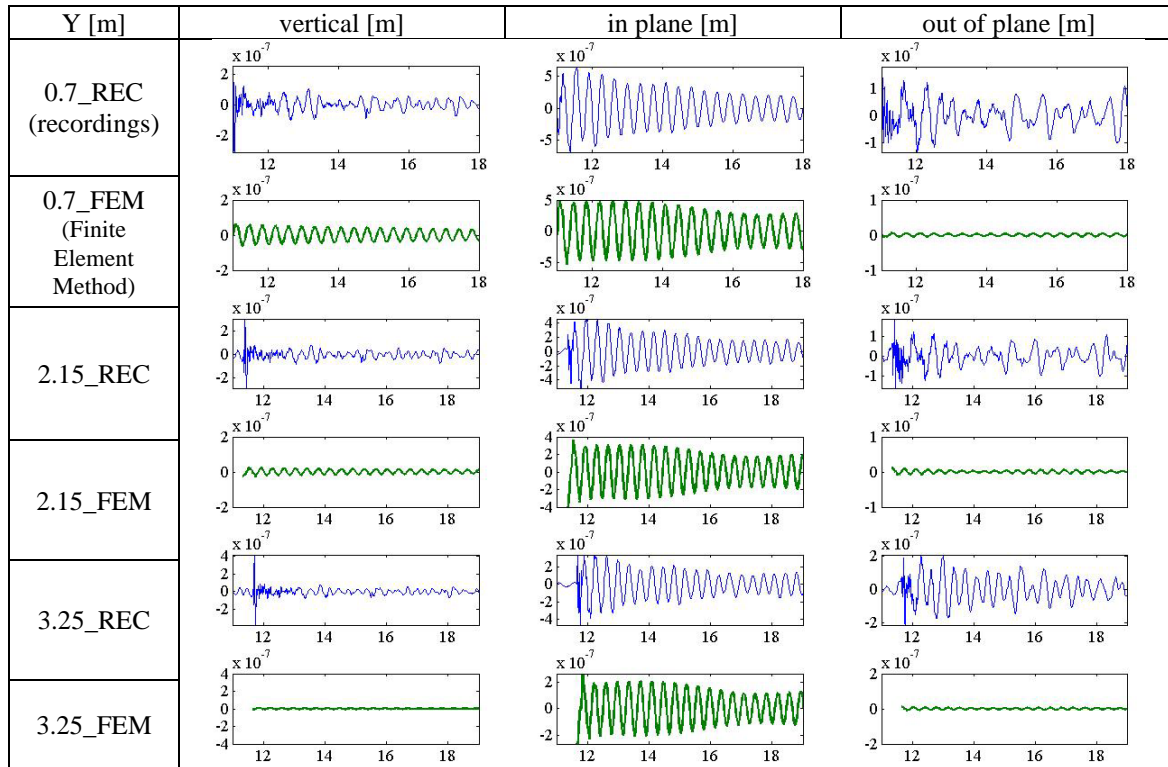 Y [m] vertical [m] in plane [m] out of plane [m]
0.7_REC
(recordings)
x 10^-7
2
0
-2
12 14 16 18
x 10^-7
5
0
-5
12 14 16 18
x 10^-7
1
0
-1
12 14 16 18
0.7_FEM
(Finite
Element
Method)
x 10^-7
2
0
-2
12 14 16 18
x 10^-7
5
0
-5
12 14 16 18
x 10^-7
1
0
-1
12 14 16 18
2.15_REC
x 10^-7
2
0
-2
12 14 16 18
x 10^-7
4
2
0
-2
-4
12 14 16 18
x 10^-7
1
0
-1
12 14 16 18
2.15_FEM
x 10^-7
2
0
-2
12 14 16 18
x 10^-7
4
2
0
-2
-4
12 14 16 18
x 10^-7
1
0
-1
12 14 16 18
3.25_REC
x 10^-7
4
2
0
-2
12 14 16 18
x 10^-7
2
0
-2
-4
12 14 16 18
x 10^-7
2
0
-2
12 14 16 18
3.25_FEM
x 10^-7
4
2
0
-2
-4
12 14 16 18
x 10^-7
2
0
-2
12 14 16 18
x 10^-7
2
0
-2
12 14 16 18